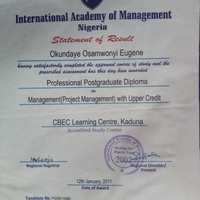 International Academy of Management
Nigeria
Statement of Result
Okundaye Osamwonyi Eugene
having satisfactorily completed the approved course of study and the
prescribed assessment has this day been awarded
Professional Postgraduate Diploma
in
Management(Project Management) with Upper Credit
CBEC Learning Centre, Kaduna
Accredited Study Centre
Regional Registrar
Regional Director/
12th January, 2011
Date of Award
Candidate No: